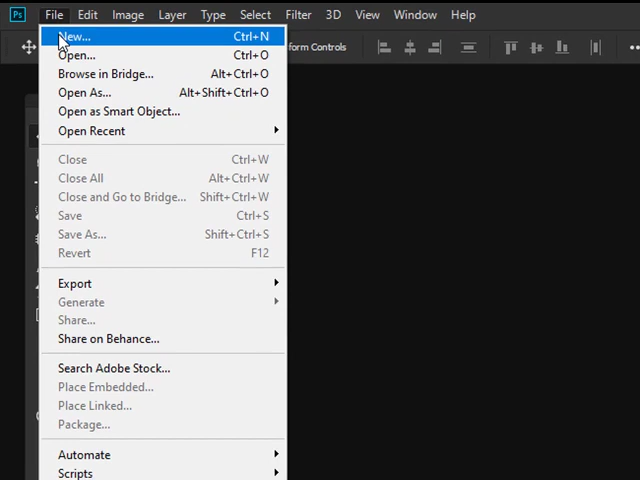 Ps File Edit Image Layer Type Select Filter 3D View Window Help
form Controls
New... Ctrl+N
Open... Ctrl+O
Browse in Bridge... Alt+Ctrl+O
Open As... Alt+Shift+Ctrl+O
Open as Smart Object...
Open Recent
Close Ctrl+W
Close All Alt+Ctrl+W
Close and Go to Bridge... Shift+Ctrl+W
Save Ctrl+S
Save As... Shift+Ctrl+S
Revert F12
Export
Generate
Share...
Share on Behance...
Search Adobe Stock...
Place Embedded...
Place Linked...
Package...
Automate
Scripts